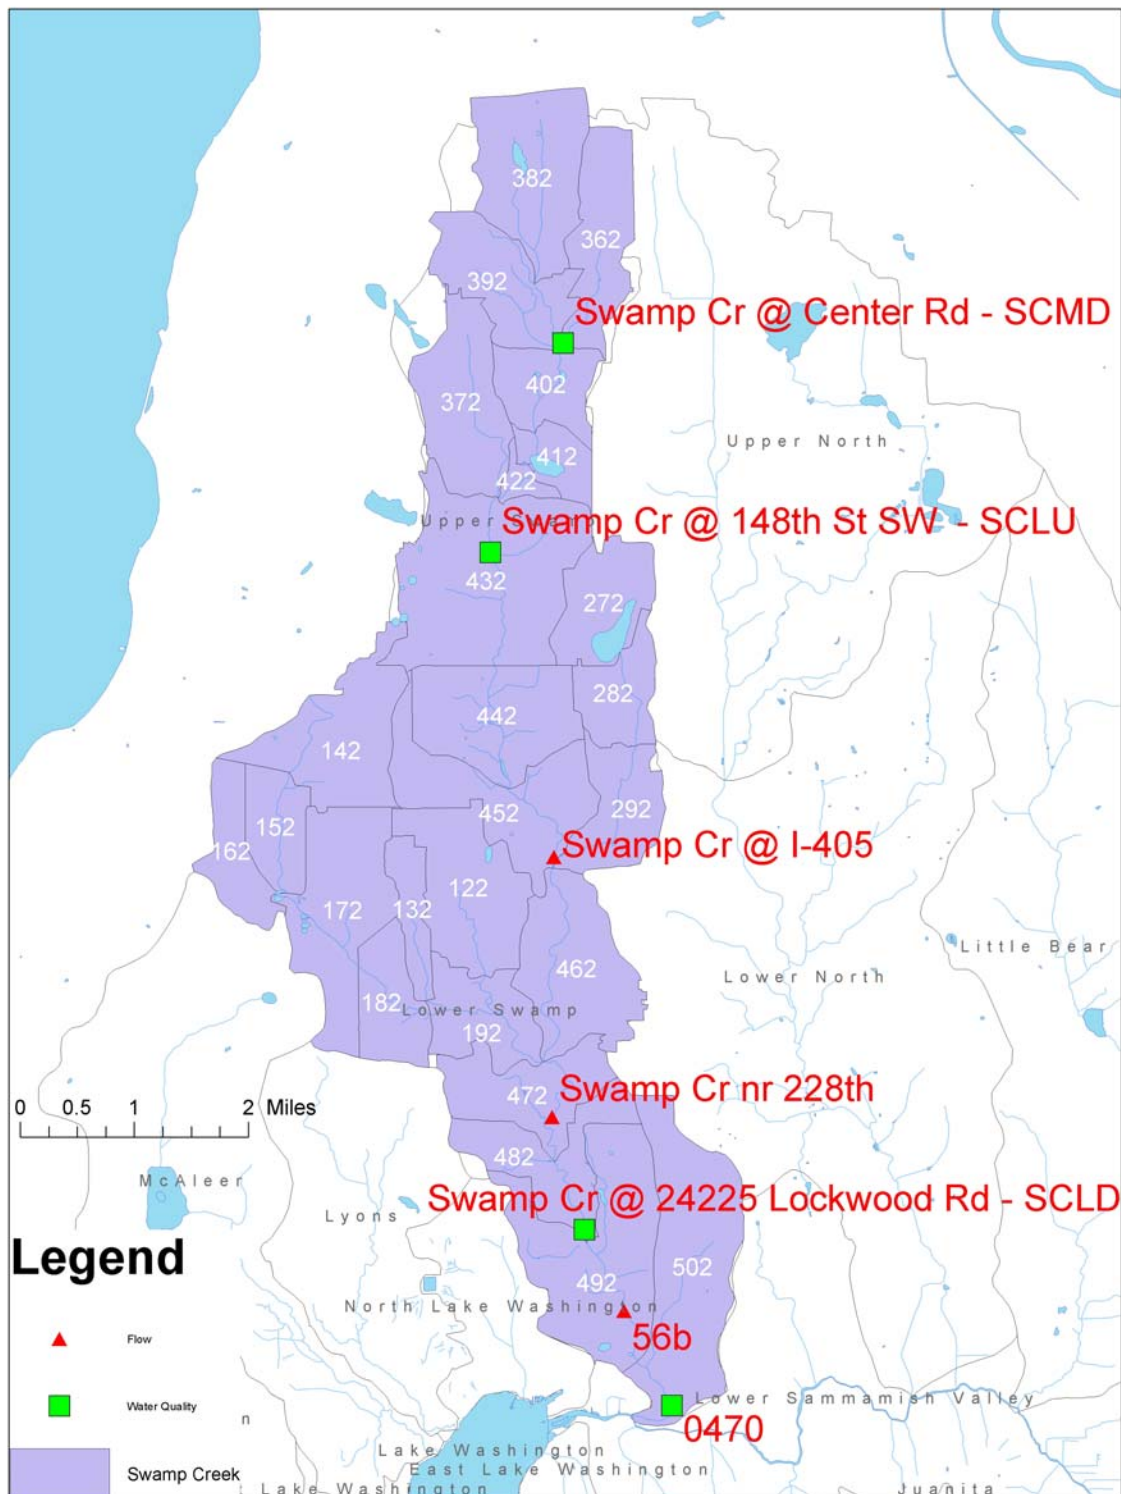 382
362
392
Swamp Cr @ Center Rd - SCMD
402
372
Upper North
412
422
Swamp Cr @ 148th St SW - SCLU
432
272
282
442
142
452
292
152
162
Swamp Cr @ I-405
122
172
132
Little Bear
462
Lower North
182
Lower Swamp
192
472
Swamp Cr nr 228th
0 0.5 1 2 Miles
482
McAleer
Swamp Cr @ 24225 Lockwood Rd - SCLD
Lyons
Legend
502
492
North Lake Washington
Flow
56b
Lower Sammamish Valley
Water Quality
n
0470
Lake Washington
East Lake Washington
Swamp Creek
Lake Washington
Juanita